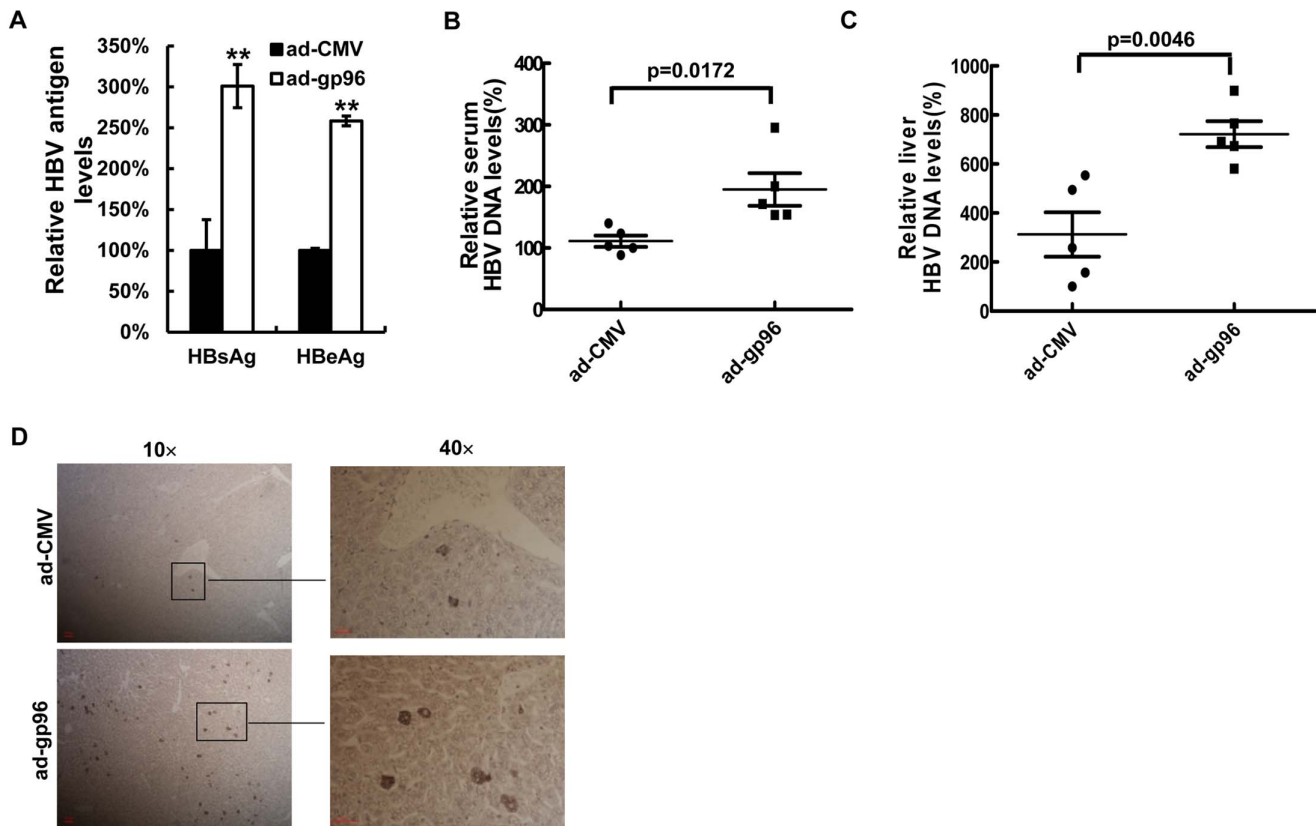 A
Relative HBV antigen
levels
350%
300%
250%
200%
150%
100%
50%
0%
**
**
ad-CMV
ad-gp96
HBsAg
HBeAg
B
Relative serum
HBV DNA levels(%)
400
300
200
100
0
p=0.0172
ad-CMV
ad-gp96
C
Relative liver
HBV DNA levels(%)
1000
800
600
400
200
0
p=0.0046
ad-CMV
ad-gp96
D
10×
40×
ad-CMV
ad-gp96